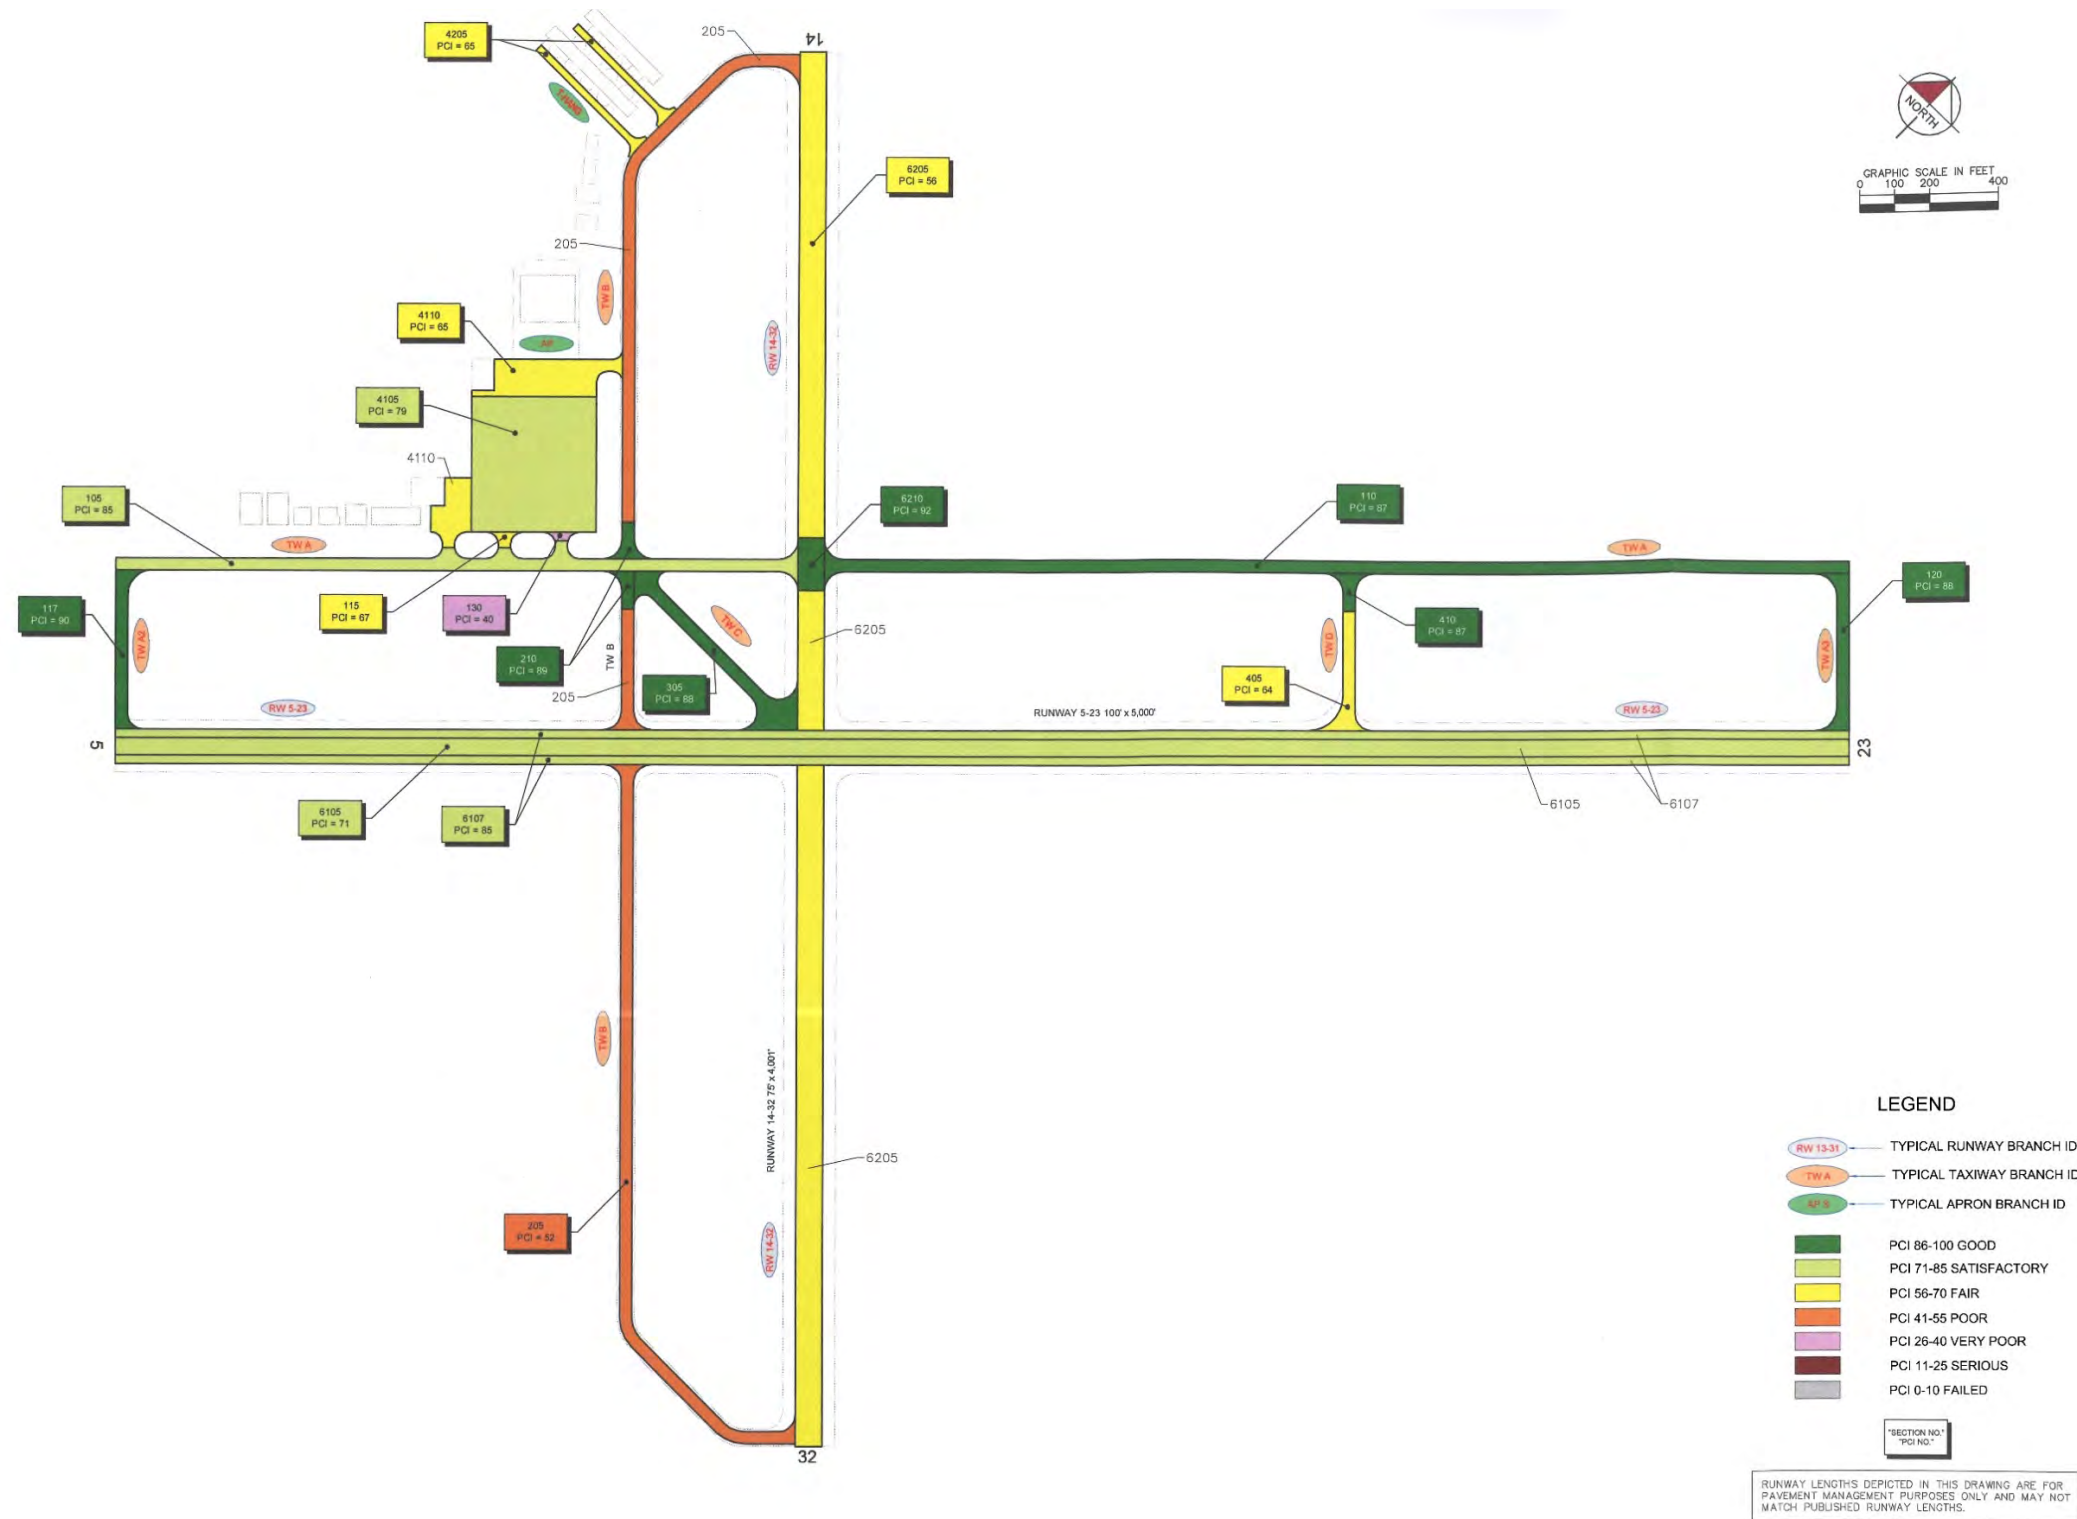 4205
PCI = 65
205
14
NORTH
GRAPHIC SCALE IN FEET
0 100 200 400
T-HANG
6205
PCI = 56
205
TW B
4110
PCI = 65
AP
RW 14-32
4105
PCI = 79
4110
105
PCI = 85
6210
PCI = 92
110
PCI = 87
TW A
TW A
120
PCI = 88
117
PCI = 90
115
PCI = 67
130
PCI = 40
TW A2
TW C
6205
410
PCI = 87
TW D
TW A3
TW B
210
PCI = 89
305
PCI = 88
405
PCI = 64
205
RW 5-23
RUNWAY 5-23 100' x 5,000'
RW 5-23
5
23
6105
PCI = 71
6107
PCI = 85
6105
6107
TW B
RUNWAY 14-32 75' x 4,001'
6205
205
PCI = 52
RW 14-32
32
LEGEND
RW 13-31 TYPICAL RUNWAY BRANCH ID
TW A TYPICAL TAXIWAY BRANCH ID
AP S TYPICAL APRON BRANCH ID
PCI 86-100 GOOD
PCI 71-85 SATISFACTORY
PCI 56-70 FAIR
PCI 41-55 POOR
PCI 26-40 VERY POOR
PCI 11-25 SERIOUS
PCI 0-10 FAILED
"SECTION NO."
"PCI NO."
RUNWAY LENGTHS DEPICTED IN THIS DRAWING ARE FOR
PAVEMENT MANAGEMENT PURPOSES ONLY AND MAY NOT
MATCH PUBLISHED RUNWAY LENGTHS.